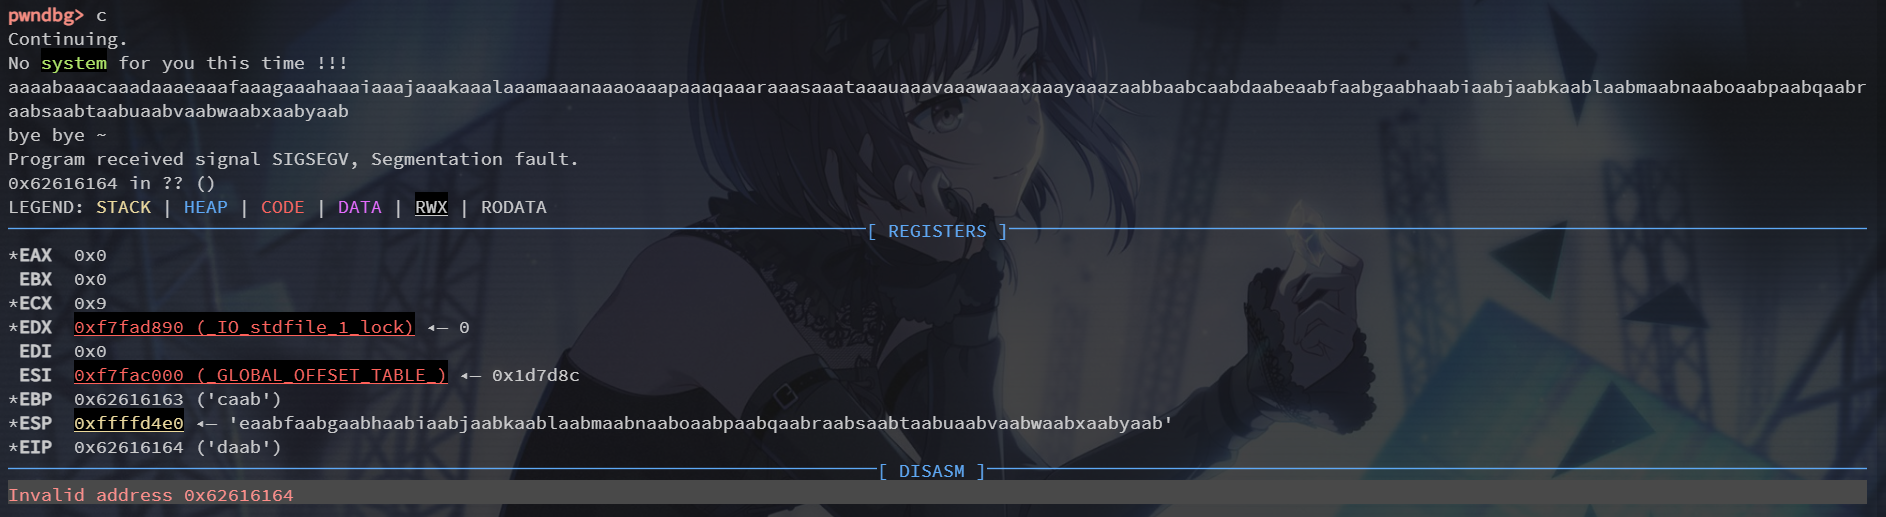 pwndbg> c
Continuing.
No system for you this time !!!
aaaabaaacaaadaaaeaaafaaagaaahaaaiaaajaaakaaalaaamaaanaaaoaaapaaaqaaaraaasaaataaauaaavaaawaaaxaaayaaazaabbaabcaabdaabeaabfaabgaabhaabiaabjaabkaablaabmaabnaaboaabpaabqaabr
aabsaabtaabuaabvaabwaabxaabyaab
bye bye ~
Program received signal SIGSEGV, Segmentation fault.
0x62616164 in ?? ()
LEGEND: STACK | HEAP | CODE | DATA | RWX | RODATA
[ REGISTERS ]
*EAX  0x0
 EBX  0x0
*ECX  0x9
*EDX  0xf7fad890 (_IO_stdfile_1_lock) ◂— 0
 EDI  0x0
 ESI  0xf7fac000 (_GLOBAL_OFFSET_TABLE_) ◂— 0x1d7d8c
*EBP  0x62616163 ('caab')
*ESP  0xffffd4e0 ◂— 'eaabfaabgaabhaabiaabjaabkaablaabmaabnaaboaabpaabqaabraabsaabtaabuaabvaabwaabxaabyaab'
*EIP  0x62616164 ('daab')
[ DISASM ]
Invalid address 0x62616164